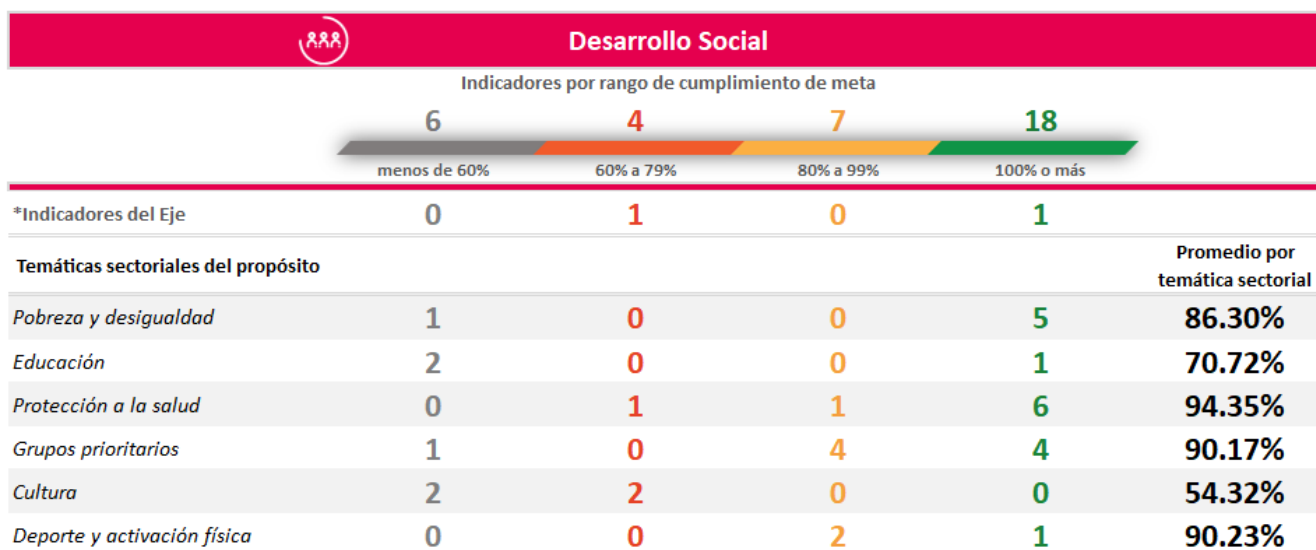 Desarrollo Social
Indicadores por rango de cumplimiento de meta
6 4 7 18
menos de 60% 60% a 79% 80% a 99% 100% o más
*Indicadores del Eje 0 1 0 1
Temáticas sectoriales del propósito Promedio por temática sectorial
Pobreza y desigualdad 1 0 0 5 86.30%
Educación 2 0 0 1 70.72%
Protección a la salud 0 1 1 6 94.35%
Grupos prioritarios 1 0 4 4 90.17%
Cultura 2 2 0 0 54.32%
Deporte y activación física 0 0 2 1 90.23%